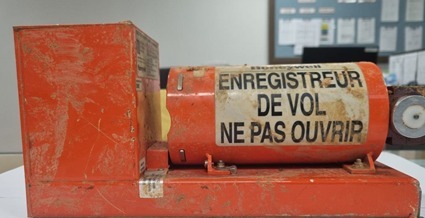 Honeywell
ENREGISTREUR
DE VOL
NE PAS OUVRIR